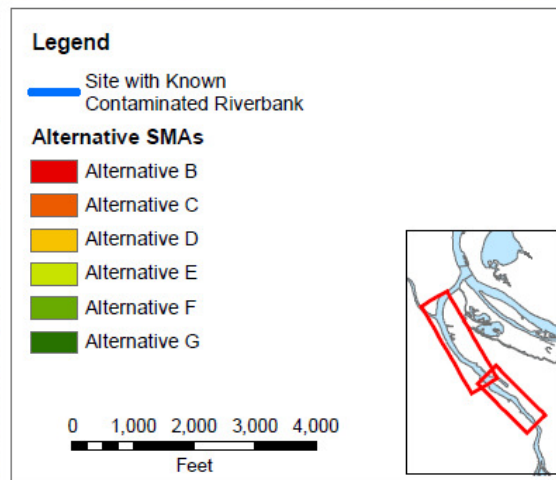 Legend
Site with Known
Contaminated Riverbank
Alternative SMAs
Alternative B
Alternative C
Alternative D
Alternative E
Alternative F
Alternative G
0 1,000 2,000 3,000 4,000
Feet